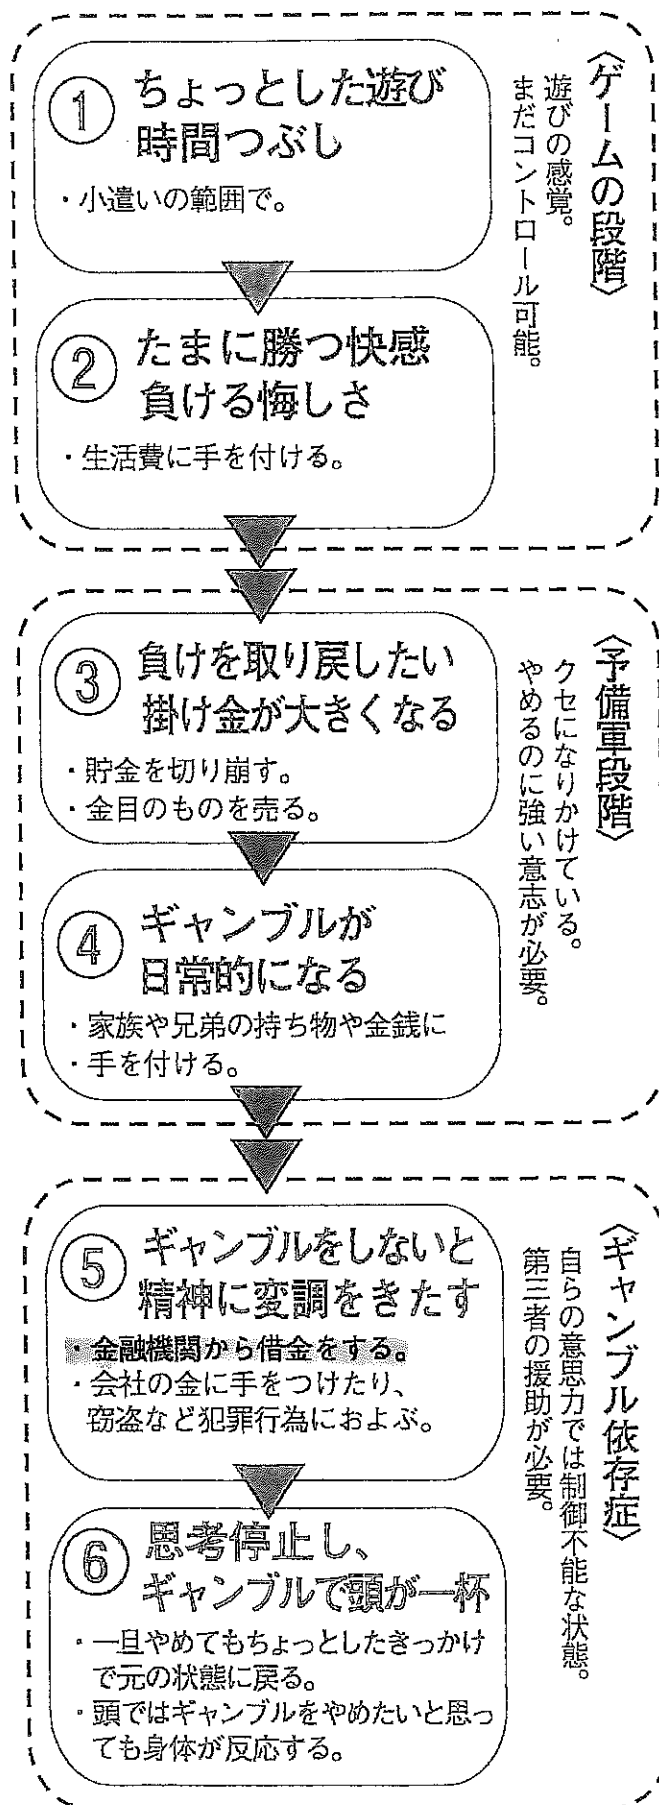 〈ゲームの段階〉
遊びの感覚。
まだコントロール可能。
① ちょっとした遊び
時間つぶし
・小遣いの範囲で。
② たまに勝つ快感
負ける悔しさ
・生活費に手を付ける。
〈予備軍段階〉
クセになりかけている。
やめるのに強い意志が必要。
③ 負けを取り戻したい
掛け金が大きくなる
・貯金を切り崩す。
・金目のものを売る。
④ ギャンブルが
日常的になる
・家族や兄弟の持ち物や金銭に
・手を付ける。
〈ギャンブル依存症〉
自らの意思力では制御不能な状態。
第三者の援助が必要。
⑤ ギャンブルをしないと
精神に変調をきたす
・金融機関から借金をする。
・会社の金に手をつけたり、
窃盗など犯罪行為におよぶ。
⑥ 思考停止し、
ギャンブルで頭が一杯
・一旦やめてもちょっとしたきっかけ
で元の状態に戻る。
・頭ではギャンブルをやめたいと思っ
ても身体が反応する。